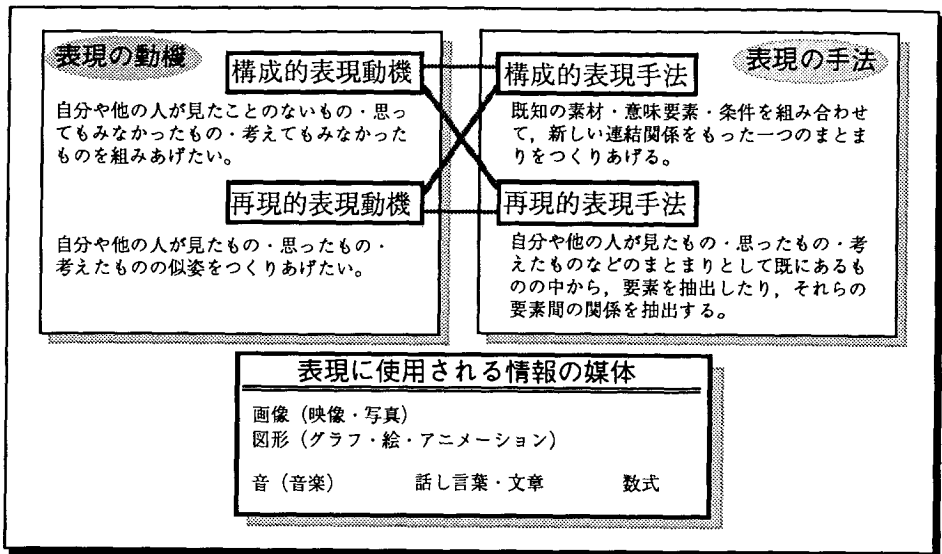 表現の動機
構成的表現動機
自分や他の人が見たことのないもの・思っ
てもみなかったもの・考えてもみなかった
ものを組みあげたい。
再現的表現動機
自分や他の人が見たもの・思ったもの・
考えたものの似姿をつくりあげたい。
表現の手法
構成的表現手法
既知の素材・意味要素・条件を組み合わせ
て，新しい連結関係をもった一つのまとま
りをつくりあげる。
再現的表現手法
自分や他の人が見たもの・思ったもの・考
えたものなどのまとまりとして既にあるも
のの中から，要素を抽出したり，それらの
要素間の関係を抽出する。
表現に使用される情報の媒体
画像（映像・写真）
図形（グラフ・絵・アニメーション）
音（音楽） 話し言葉・文章 数式